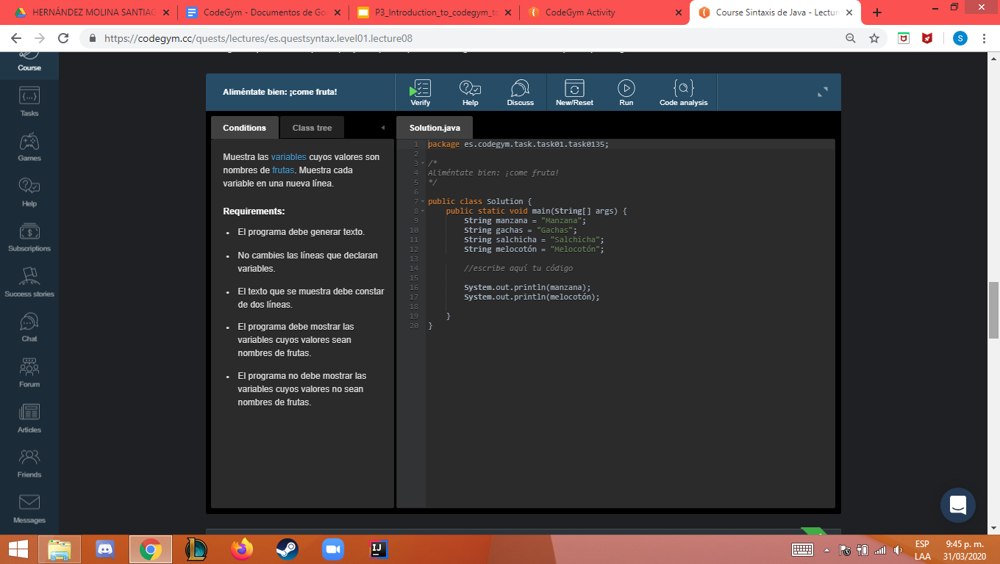 HERNÁNDEZ MOLINA SANTIAG
CodeGym - Documentos de Go
P3_Introduction_to_codegym_to
CodeGym Activity
Course Sintaxis de Java - Lectur
https://codegym.cc/quests/lectures/es.questsyntax.level01.lecture08
S
Course
Tasks
Games
Help
Subscriptions
Success stories
Chat
Forum
Articles
Friends
Messages
Aliméntate bien: ¡come fruta!
Verify
Help
Discuss
New/Reset
Run
Code analysis
Conditions
Class tree
Muestra las variables cuyos valores son
nombres de frutas. Muestra cada
variable en una nueva línea.
Requirements:
• El programa debe generar texto.
• No cambies las líneas que declaran
variables.
• El texto que se muestra debe constar
de dos líneas.
• El programa debe mostrar las
variables cuyos valores sean
nombres de frutas.
• El programa no debe mostrar las
variables cuyos valores no sean
nombres de frutas.
Solution.java
1 package es.codegym.task.task01.task0135;
2
3 /*
4 Aliméntate bien: ¡come fruta!
5 */
6
7 public class Solution {
8 public static void main(String[] args) {
9 String manzana = "Manzana";
10 String gachas = "Gachas";
11 String salchicha = "Salchicha";
12 String melocotón = "Melocotón";
13
14 //escribe aquí tu código
15
16 System.out.println(manzana);
17 System.out.println(melocotón);
18
19 }
20 }
IJ
ESP
LAA
9:45 p. m.
31/03/2020